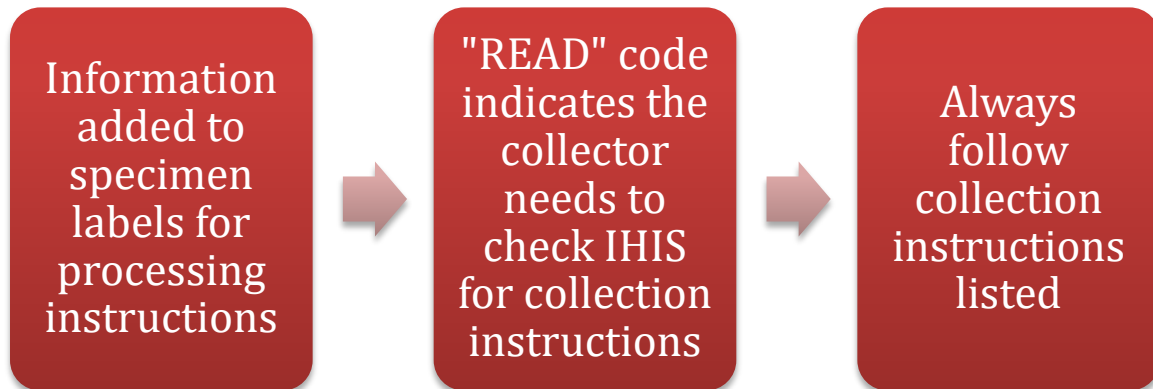 Information
added to
specimen
labels for
processing
instructions
"READ" code
indicates the
collector
needs to
check IHIS
for collection
instructions
Always
follow
collection
instructions
listed